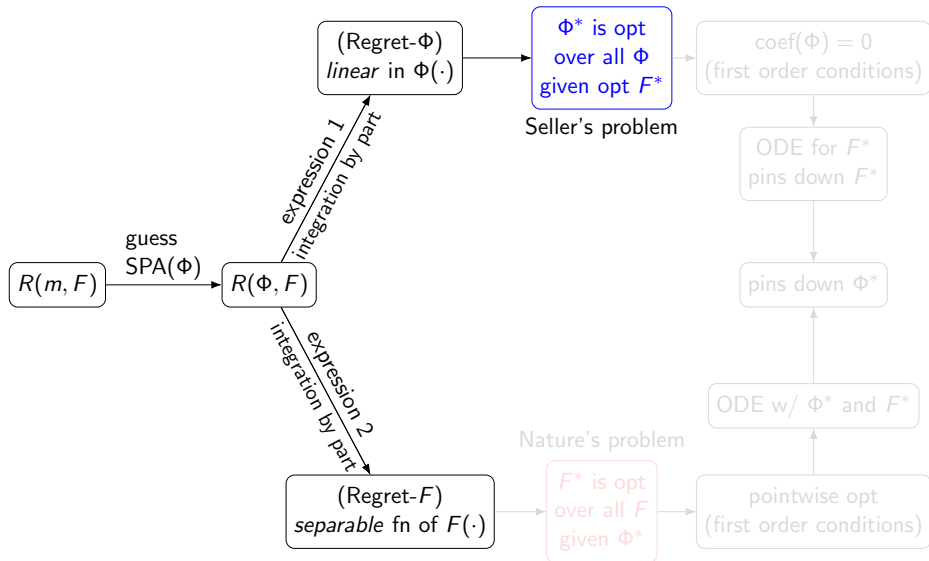 (Regret-Φ)
linear in Φ(·)
Φ* is opt
over all Φ
given opt F*
Seller's problem
coef(Φ) = 0
(first order conditions)
ODE for F*
pins down F*
expression 1
integration by part
guess
SPA(Φ)
R(m, F)
R(Φ, F)
pins down Φ*
expression 2
integration by part
ODE w/ Φ* and F*
Nature's problem
(Regret-F)
separable fn of F(·)
F* is opt
over all F
given Φ*
pointwise opt
(first order conditions)